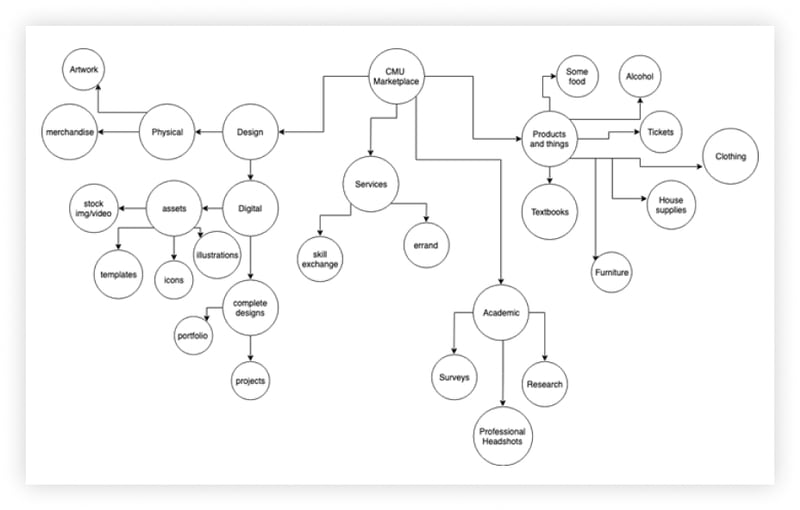 CMU
Marketplace
Artwork
Some
food
Alcohol
merchandise
Physical
Design
Products
and things
Tickets
Clothing
stock
img/video
assets
Digital
Services
Textbooks
House
supplies
templates
icons
illustrations
skill
exchange
errand
Furniture
complete
designs
portfolio
projects
Academic
Surveys
Research
Professional
Headshots